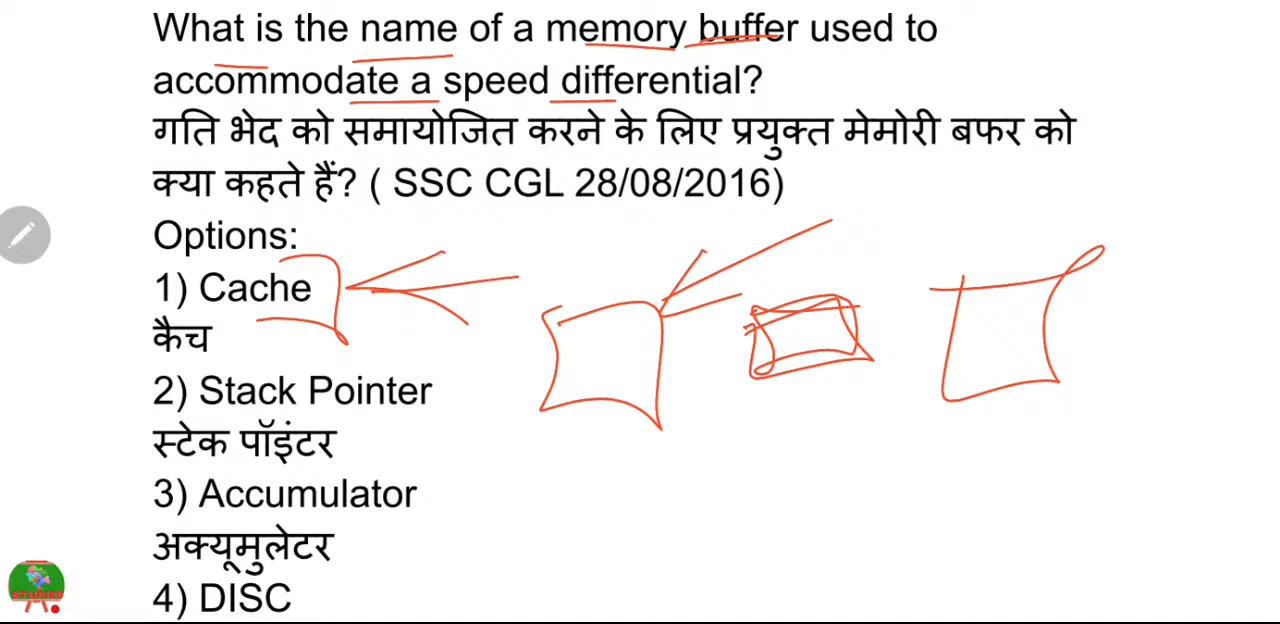 What is the name of a memory buffer used to
accommodate a speed differential?
गति भेद को समायोजित करने के लिए प्रयुक्त मेमोरी बफर को
क्या कहते हैं? ( SSC CGL 28/08/2016)
Options:
1) Cache
कैच
2) Stack Pointer
स्टेक पॉइंटर
3) Accumulator
अक्यूमुलेटर
4) DISC